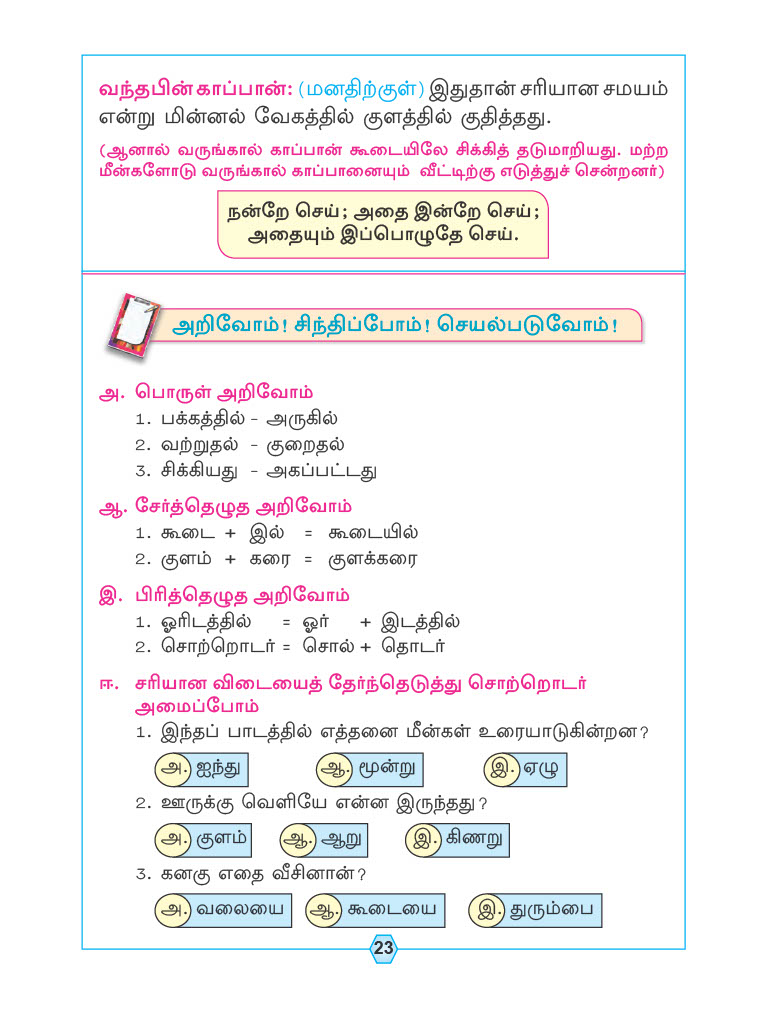 வந்தபின்காப்பான்: (மனதிற்குள்) இதுதான் சரியான சமயம்
என்று மின்னல் வேகத்தில் குளத்தில் குதித்தது.
(ஆனால் வருங்கால் காப்பான் கூடையிலே சிக்கித் தடுமாறியது. மற்ற
மீன்களோடு வருங்கால் காப்பானையும் வீட்டிற்கு எடுத்துச் சென்றனர்)
நன்றே செய்; அதை இன்றே செய்;
அதையும் இப்பொழுதே செய்.
அறிவோம்! சிந்திப்போம்! செயல்படுவோம்!
அ. பொருள் அறிவோம்
1. பக்கத்தில் - அருகில்
2. வற்றுதல் - குறைதல்
3. சிக்கியது - அகப்பட்டது
ஆ. சேர்த்தெழுத அறிவோம்
1. கூடை + இல் = கூடையில்
2. குளம் + கரை = குளக்கரை
இ. பிரித்தெழுத அறிவோம்
1. ஓரிடத்தில் = ஓர் + இடத்தில்
2. சொற்றொடர் = சொல் + தொடர்
ஈ. சரியான விடையைத் தேர்ந்தெடுத்து சொற்றொடர்
அமைப்போம்
1. இந்தப் பாடத்தில் எத்தனை மீன்கள் உரையாடுகின்றன?
அ. ஐந்து ஆ. மூன்று இ. ஏழு
2. ஊருக்கு வெளியே என்ன இருந்தது?
அ. குளம் ஆ. ஆறு இ. கிணறு
3. கனகு எதை வீசினான்?
அ. வலையை ஆ. கூடையை இ. துரும்பை
23